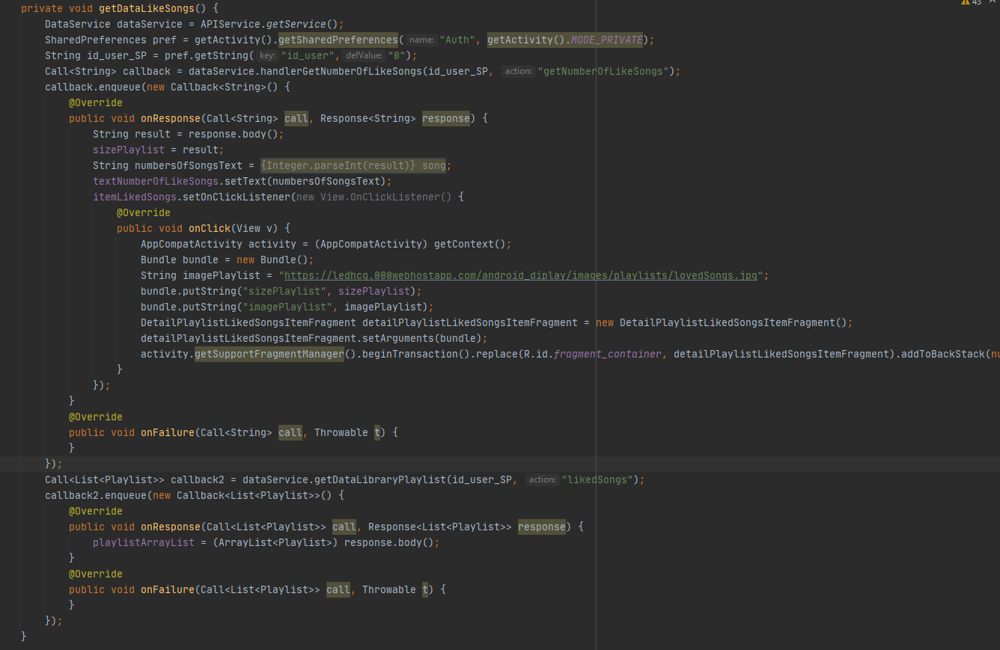 43
private void getDataLikeSongs() {
DataService dataService = APIService.getService();
SharedPreferences pref = getActivity().getSharedPreferences( name: "Auth", getActivity().MODE_PRIVATE);
String id_user_SP = pref.getString( key: "id_user", defValue: "0");
Call<String> callback = dataService.handlerGetNumberOfLikeSongs(id_user_SP, action: "getNumberOfLikeSongs");
callback.enqueue(new Callback<String>() {
@Override
public void onResponse(Call<String> call, Response<String> response) {
String result = response.body();
sizePlaylist = result;
String numbersOfSongsText = {Integer.parseInt(result)} song;
textNumberOfLikeSongs.setText(numbersOfSongsText);
itemLikedSongs.setOnClickListener(new View.OnClickListener() {
@Override
public void onClick(View v) {
AppCompatActivity activity = (AppCompatActivity) getContext();
Bundle bundle = new Bundle();
String imagePlaylist = "https://ledhcg.000webhostapp.com/android_diplay/images/playlists/lovedSongs.jpg";
bundle.putString("sizePlaylist", sizePlaylist);
bundle.putString("imagePlaylist", imagePlaylist);
DetailPlaylistLikedSongsItemFragment detailPlaylistLikedSongsItemFragment = new DetailPlaylistLikedSongsItemFragment();
detailPlaylistLikedSongsItemFragment.setArguments(bundle);
activity.getSupportFragmentManager().beginTransaction().replace(R.id.fragment_container, detailPlaylistLikedSongsItemFragment).addToBackStack(nu
}
});
}
@Override
public void onFailure(Call<String> call, Throwable t) {
}
});
Call<List<Playlist>> callback2 = dataService.getDataLibraryPlaylist(id_user_SP, action: "likedSongs");
callback2.enqueue(new Callback<List<Playlist>>() {
@Override
public void onResponse(Call<List<Playlist>> call, Response<List<Playlist>> response) {
playlistArrayList = (ArrayList<Playlist>) response.body();
}
@Override
public void onFailure(Call<List<Playlist>> call, Throwable t) {
}
});
}